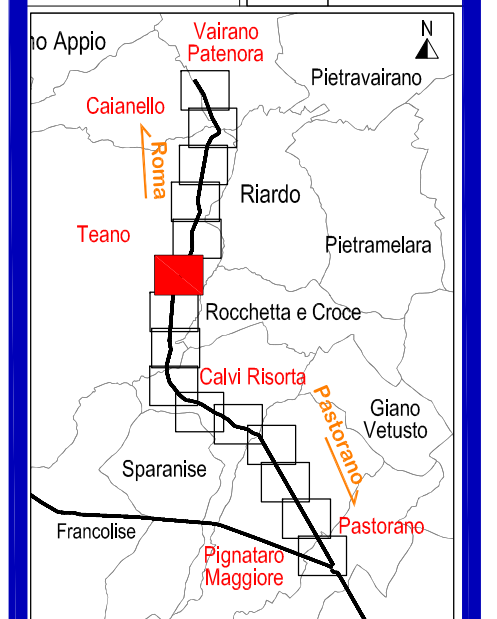 Vairano
Patenora
N
no Appio
Pietravairano
Caianello
Roma
Riardo
Teano
Pietramelara
Rocchetta e Croce
Calvi Risorta
Pastorano
Giano
Vetusto
Sparanise
Francolise
Pastorano
Pignataro
Maggiore